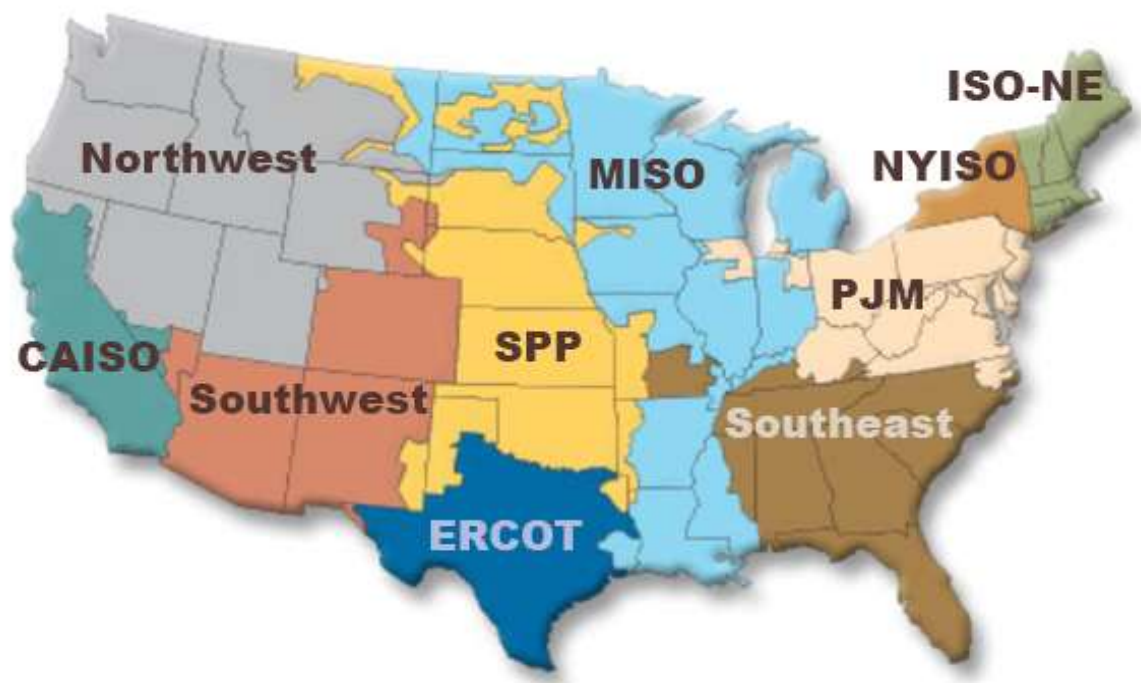 ISO-NE
Northwest
MISO
NYISO
PJM
CAISO
SPP
Southwest
Southeast
ERCOT